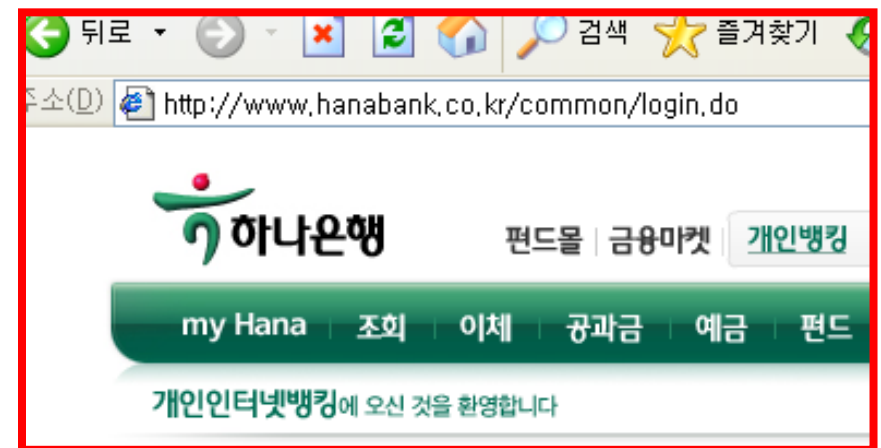 뒤로 검색 즐겨찾기
주소(D) http://www.hanabank.co.kr/common/login.do
하나은행 펀드몰 금융마켓 개인뱅킹
my Hana 조회 이체 공과금 예금 펀드
개인인터넷뱅킹에 오신 것을 환영합니다